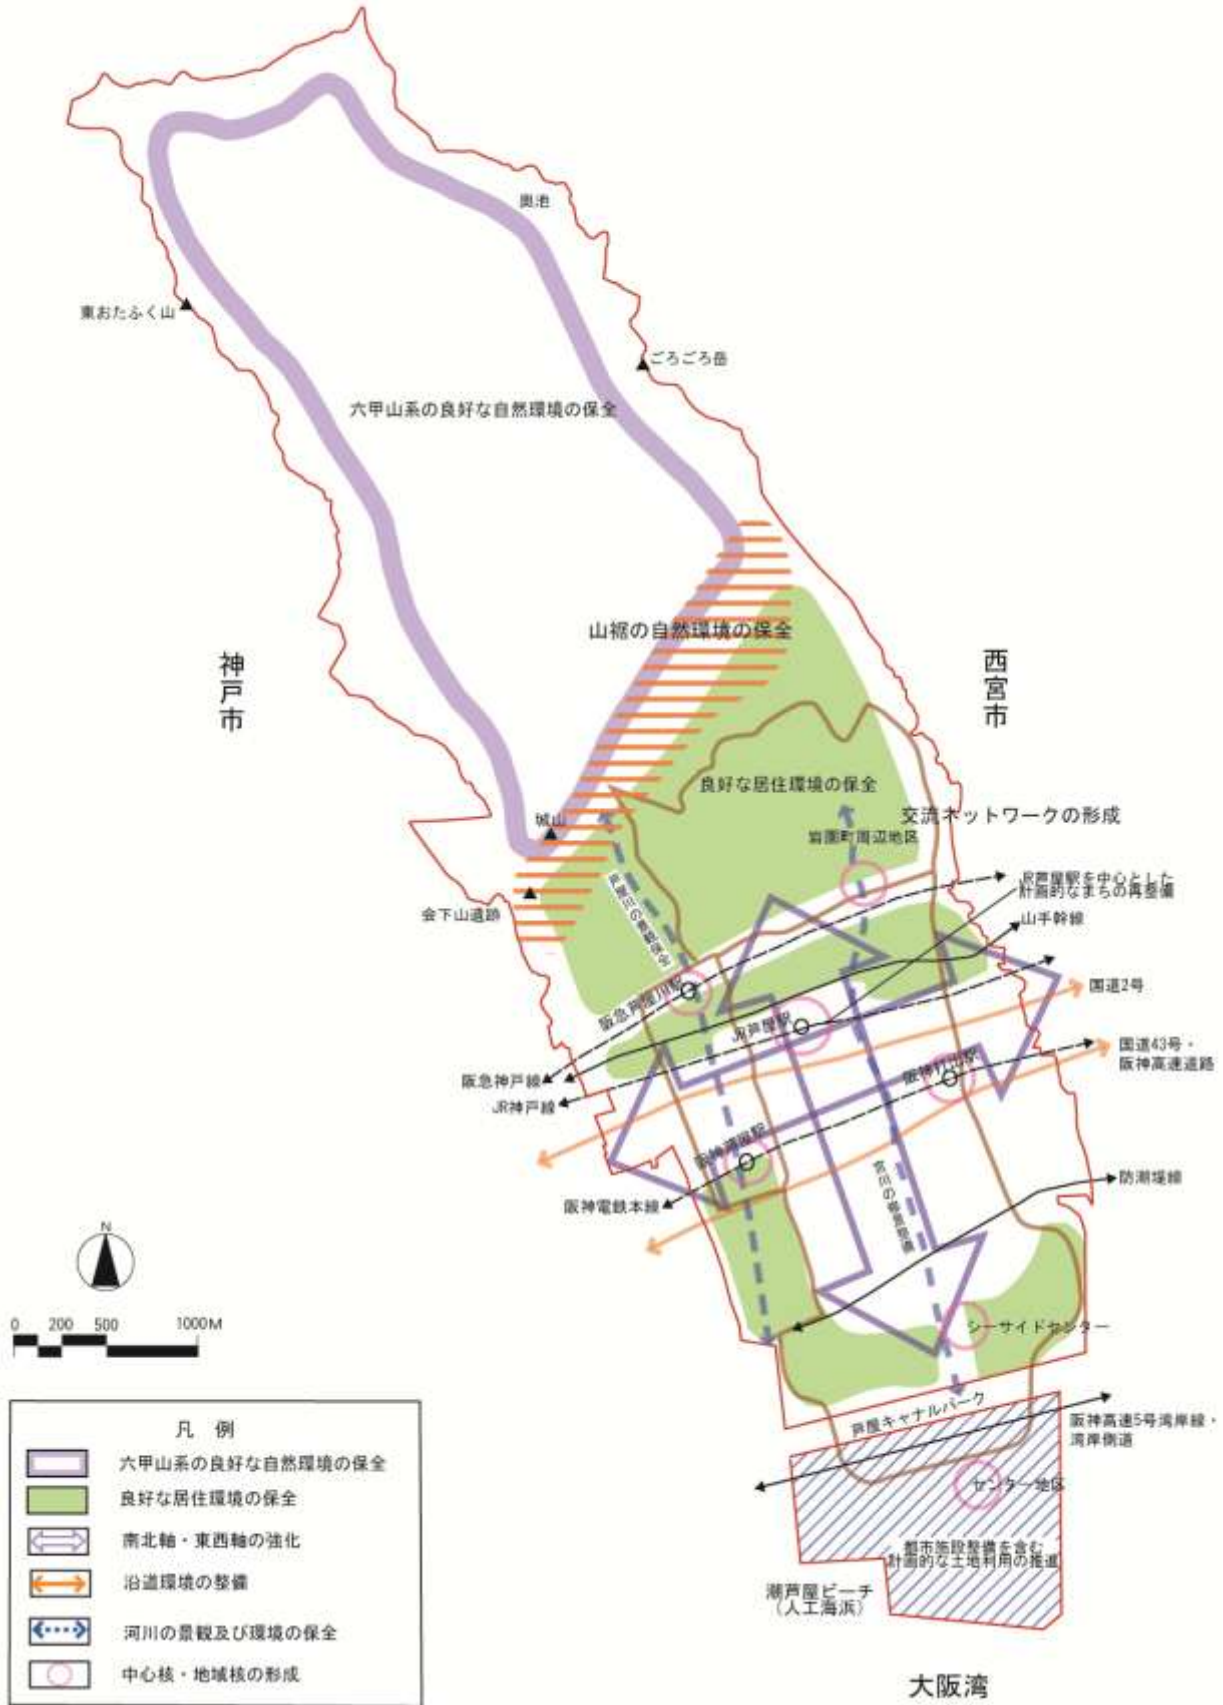 奥池
東おたふく山
ごろごろ岳
六甲山系の良好な自然環境の保全
山裾の自然環境の保全
神戸市
西宮市
良好な居住環境の保全
交流ネットワークの形成
城山
岩園町周辺地区
JR芦屋駅を中心とした
計画的なまちの再整備
会下山遺跡
芦屋川の景観保全
山手幹線
阪急芦屋川駅
国道2号
JR芦屋駅
国道43号・
阪神高速道路
阪神打出駅
阪急神戸線
JR神戸線
阪神芦屋駅
防潮堤線
阪神電鉄本線
宮川の修景整備
N
0 200 500 1000M
シーサイドセンター
芦屋キャナルパーク
阪神高速5号湾岸線・
湾岸側道
センター地区
都市施設整備を含む
計画的な土地利用の推進
潮芦屋ビーチ
（人工海浜）
大阪湾
凡 例
六甲山系の良好な自然環境の保全
良好な居住環境の保全
南北軸・東西軸の強化
沿道環境の整備
河川の景観及び環境の保全
中心核・地域核の形成